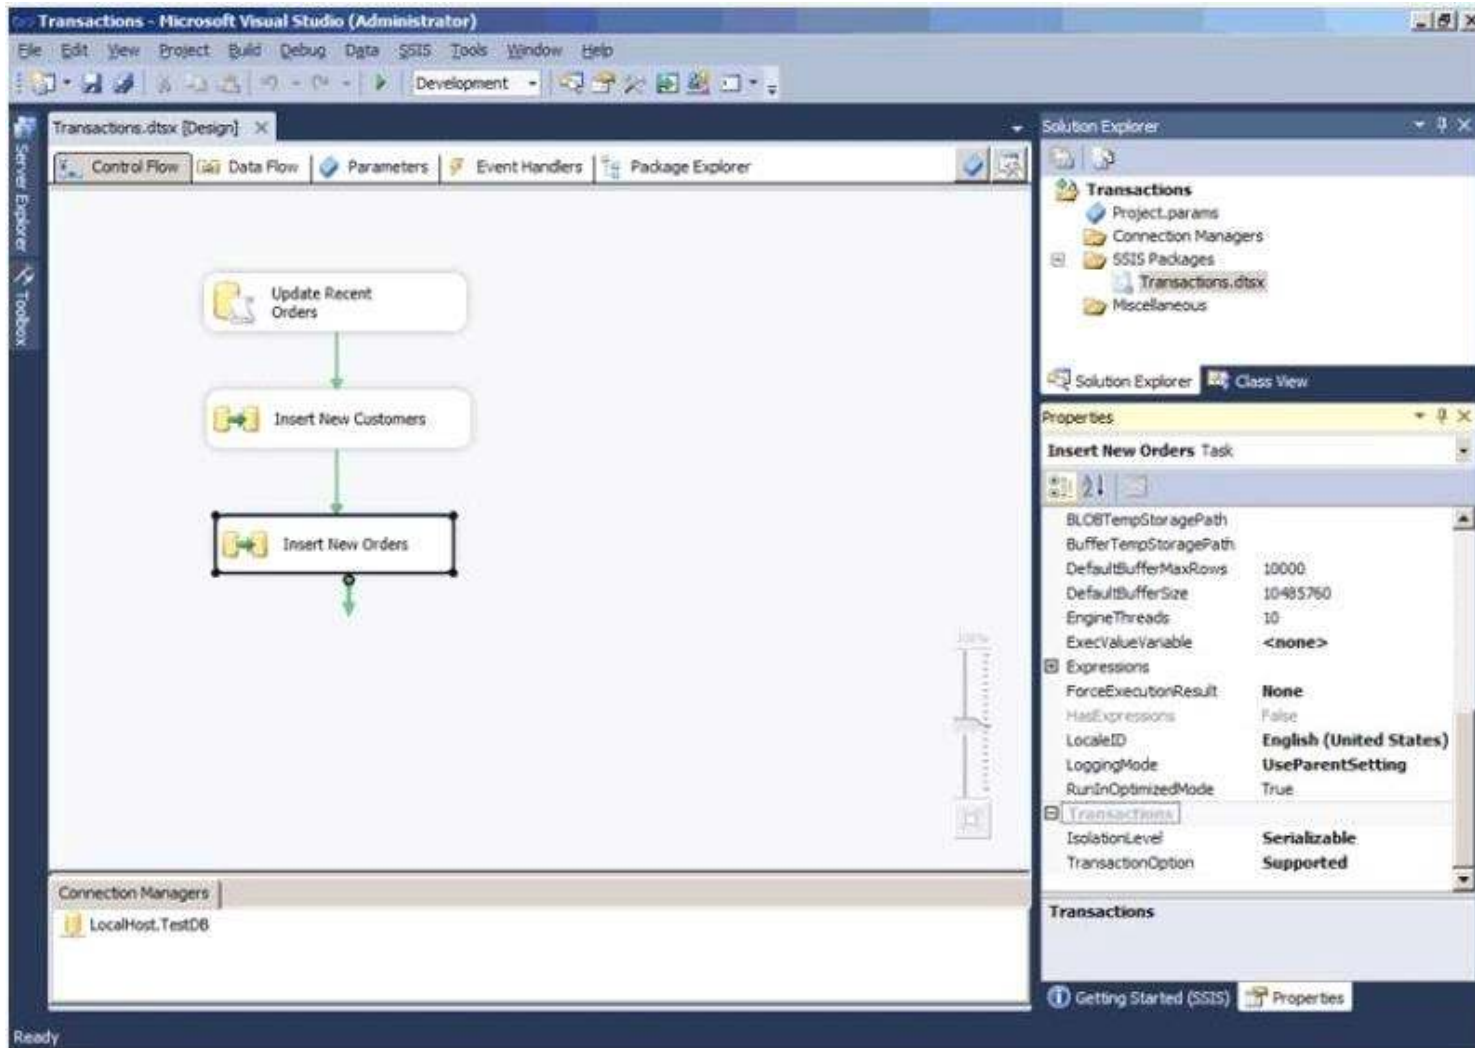 Transactions - Microsoft Visual Studio (Administrator)
File Edit View Project Build Debug Data SSIS Tools Window Help
Development
Server Explorer
Toolbox
Transactions.dtsx [Design]
Control Flow Data Flow Parameters Event Handlers Package Explorer
Update Recent
Orders
Insert New Customers
Insert New Orders
100%
Connection Managers
LocalHost.TestDB
Solution Explorer
Transactions
Project.params
Connection Managers
SSIS Packages
Transactions.dtsx
Miscellaneous
Solution Explorer Class View
Properties
Insert New Orders Task
BLOBTempStoragePath
BufferTempStoragePath
DefaultBufferMaxRows 10000
DefaultBufferSize 10485760
EngineThreads 10
ExecValueVariable <none>
Expressions
ForceExecutionResult None
HasExpressions False
LocaleID English (United States)
LoggingMode UseParentSetting
RunInOptimizedMode True
Transactions
IsolationLevel Serializable
TransactionOption Supported
Transactions
Getting Started (SSIS) Properties
Ready